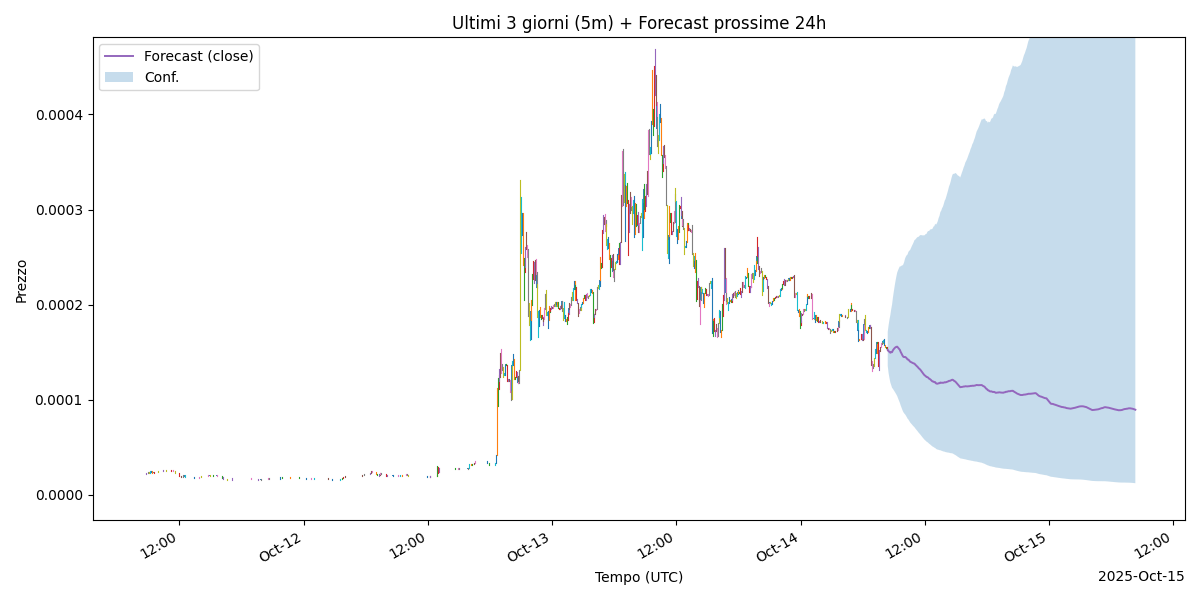 Ultimi 3 giorni (5m) + Forecast prossime 24h
Forecast (close)
Conf.
Prezzo
0.0004
0.0003
0.0002
0.0001
0.0000
12:00
Oct-12
12:00
Oct-13
12:00
Oct-14
12:00
Oct-15
12:00
Tempo (UTC)
2025-Oct-15